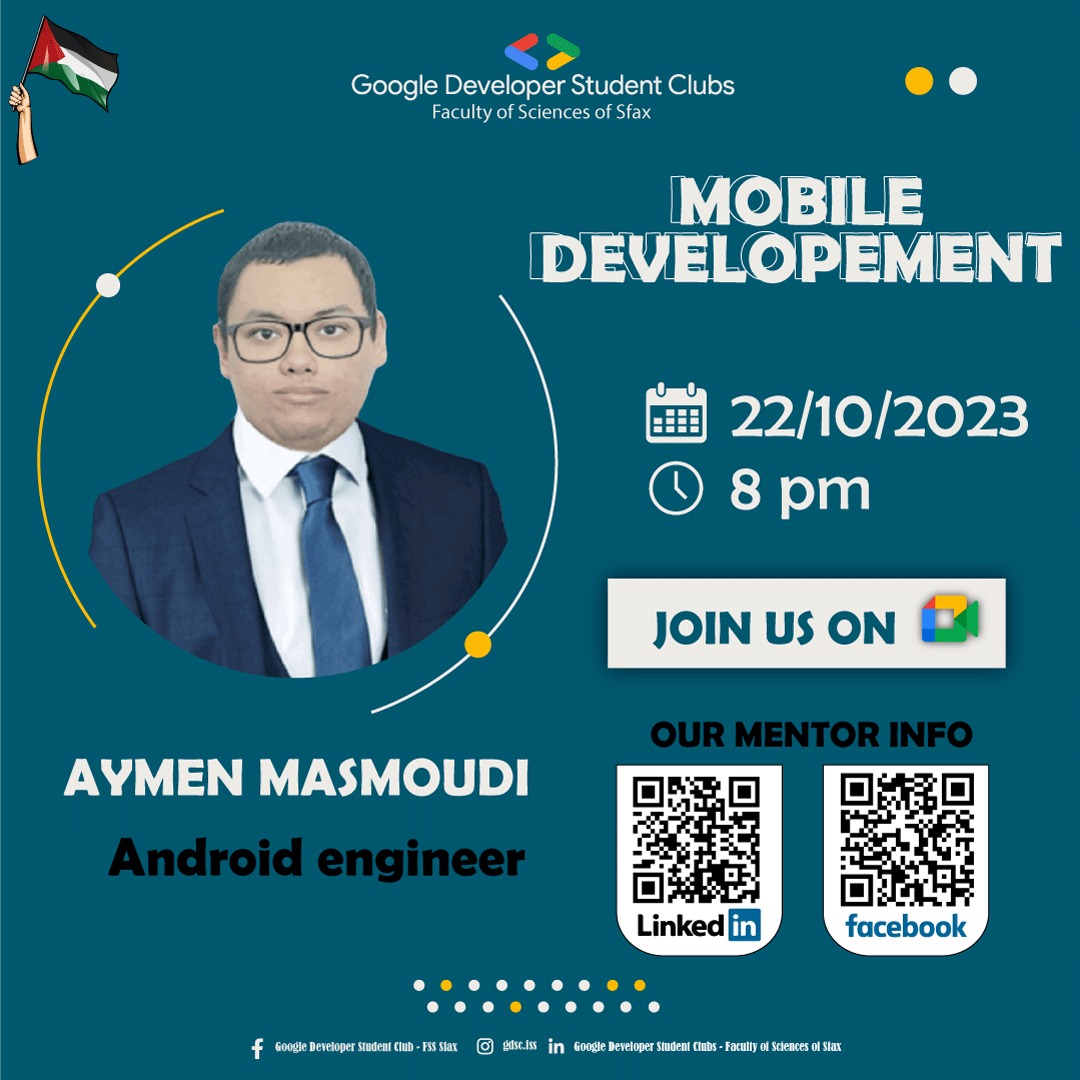 Google Developer Student Clubs
Faculty of Sciences of Sfax
MOBILE
DEVELOPEMENT
22/10/2023
8 pm
JOIN US ON
OUR MENTOR INFO
AYMEN MASMOUDI
Android engineer
Linked in
facebook
Google Developer Student Club - FSS Sfax
gdsc.fss
Google Developer Student Clubs - Faculty of Sciences of Sfax